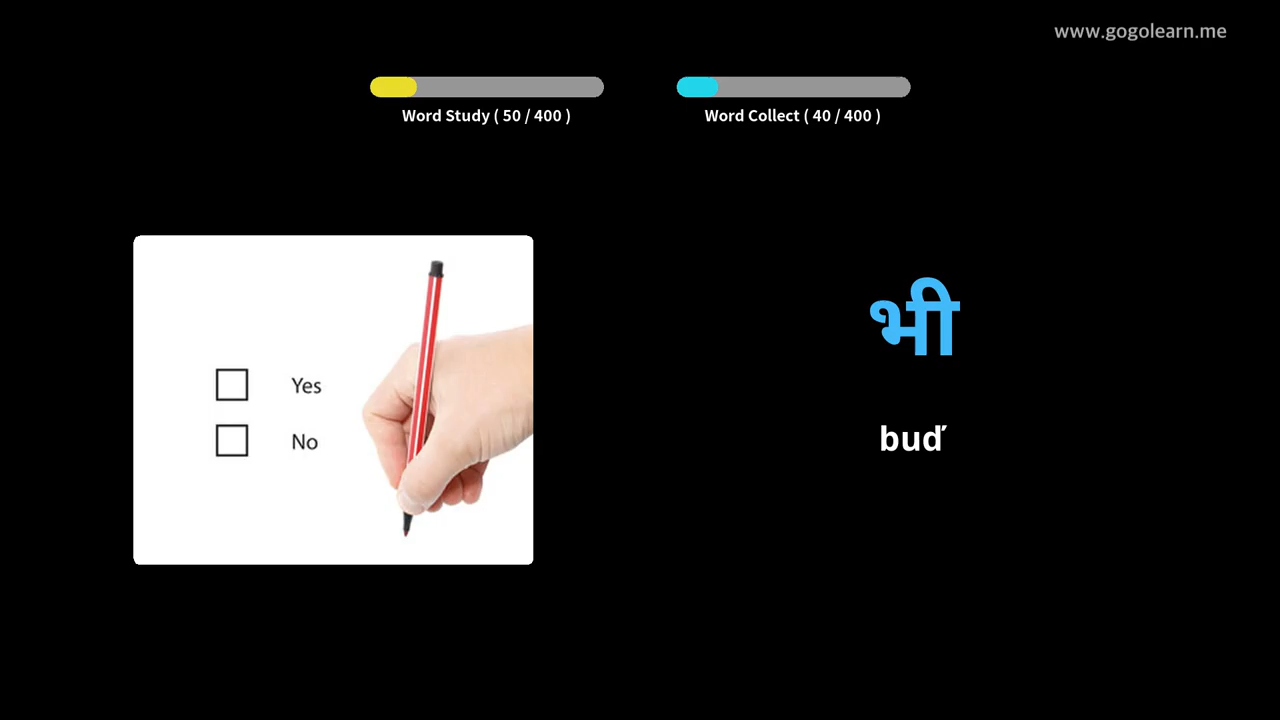 www.gogolearn.me
Word Study ( 50 / 400 )
Word Collect ( 40 / 400 )
Yes
No
भी
buď